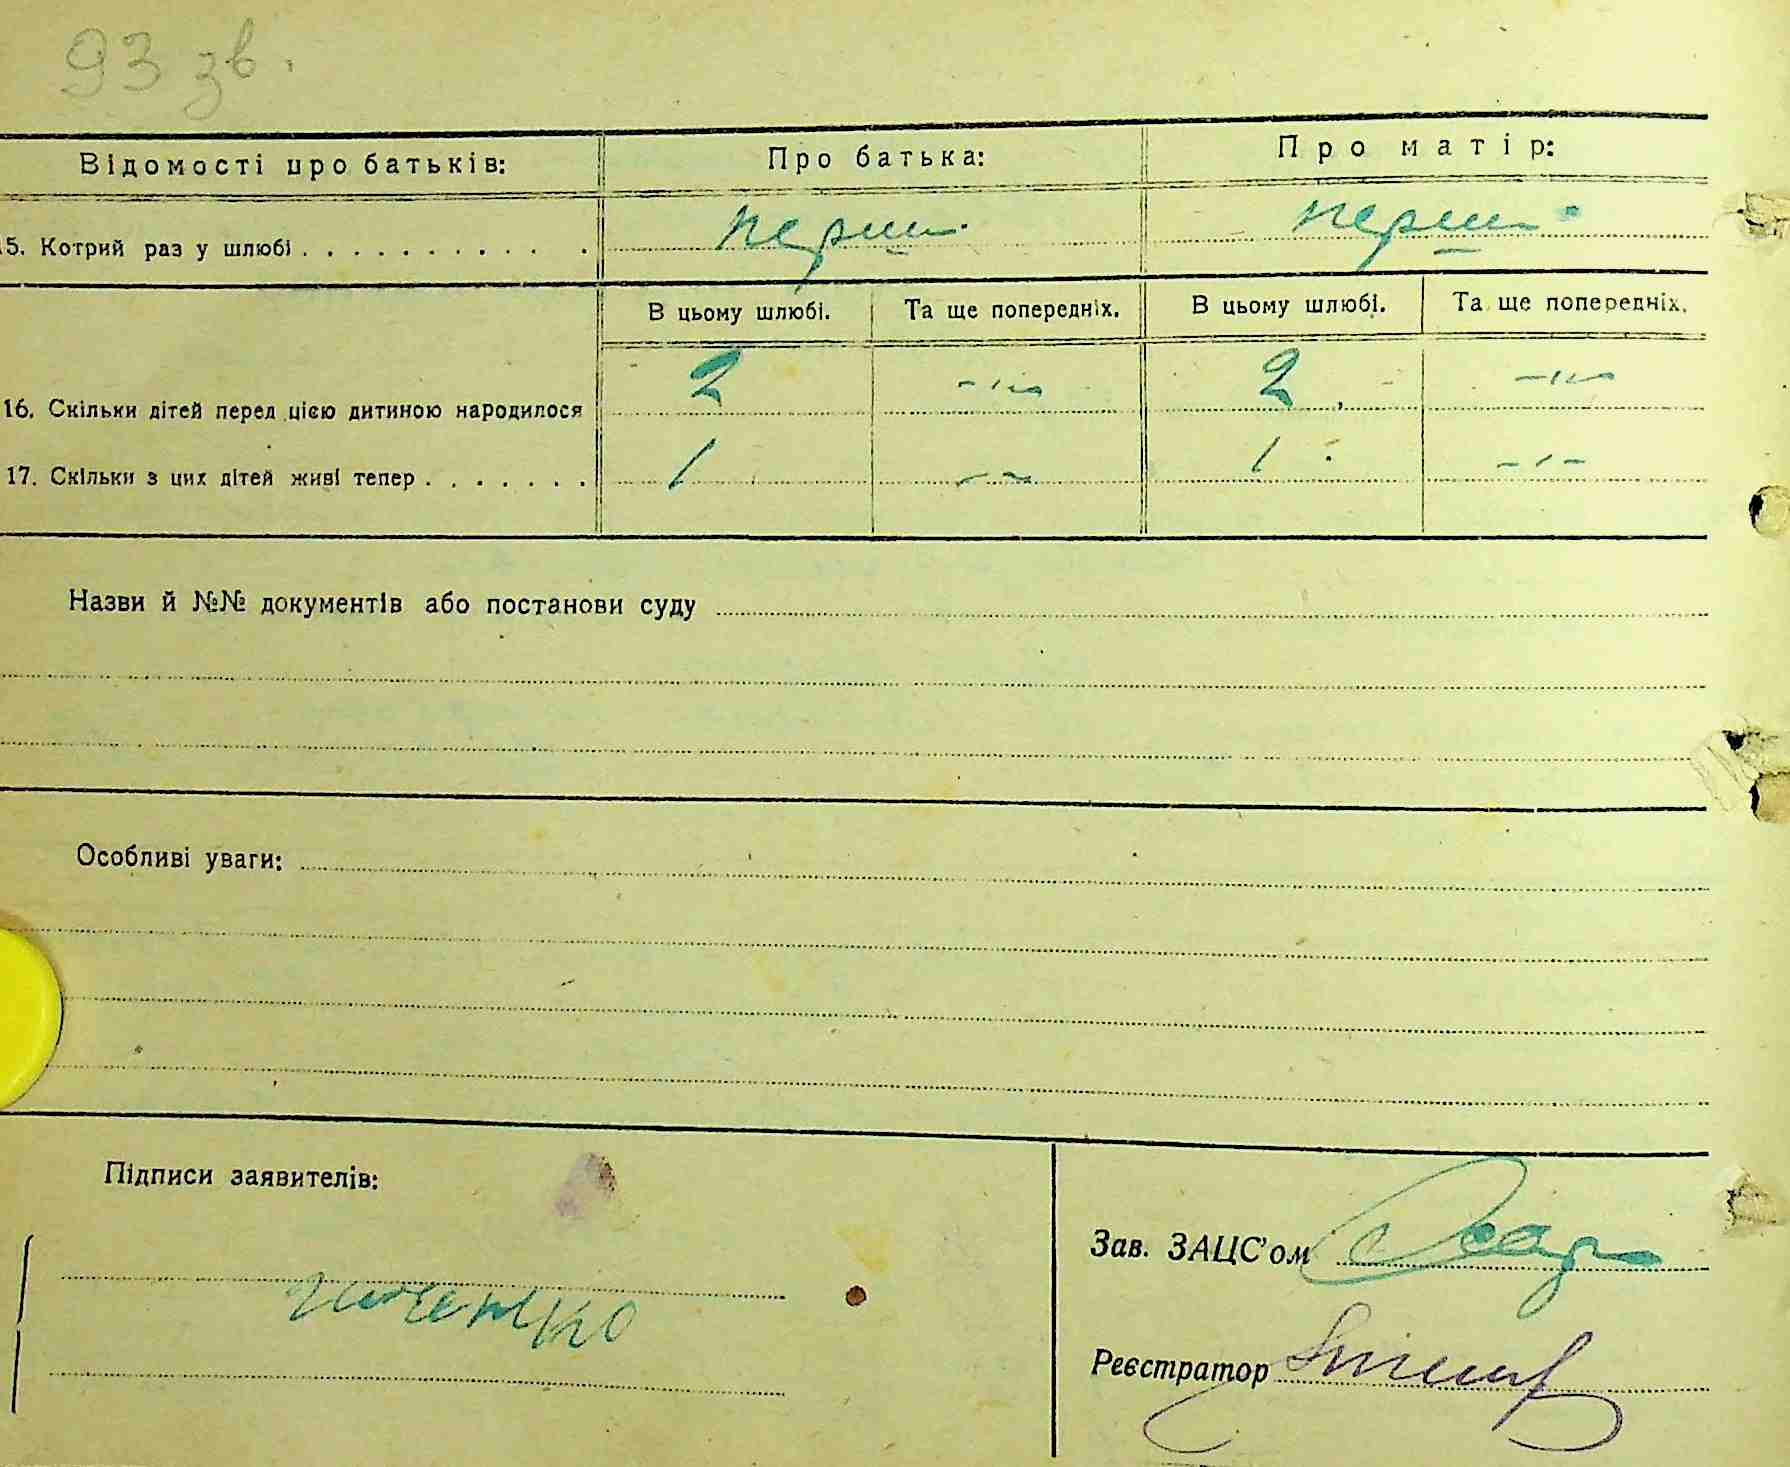 93 зв.
Відомості про батьків: Про батька: Про матір:
15. Котрий раз у шлюбі . . . . . . . . . . . перший перший
В цьому шлюбі. Та ще попередніх. В цьому шлюбі. Та ще попередніх.
16. Скільки дітей перед цією дитиною народилося 2 -"- 2 -"-
17. Скільки з цих дітей живі тепер . . . . . . . 1 -"- 1 -"-
Назви й №№ документів або постанови суду
Особливі уваги:
Підписи заявителів:
Зав. ЗАЦС'ом
Реєстратор